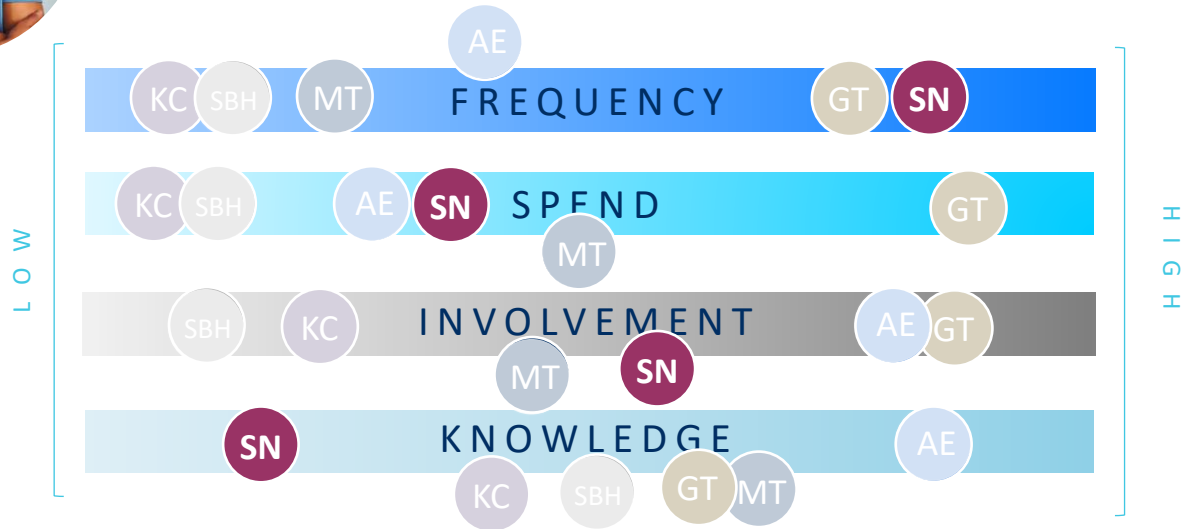 AE
KC SBH MT FREQUENCY GT SN
KC SBH AE SN SPEND GT
MT
LOW
HIGH
SBH KC INVOLVEMENT AE GT
MT SN
SN KNOWLEDGE AE
KC SBH GT MT